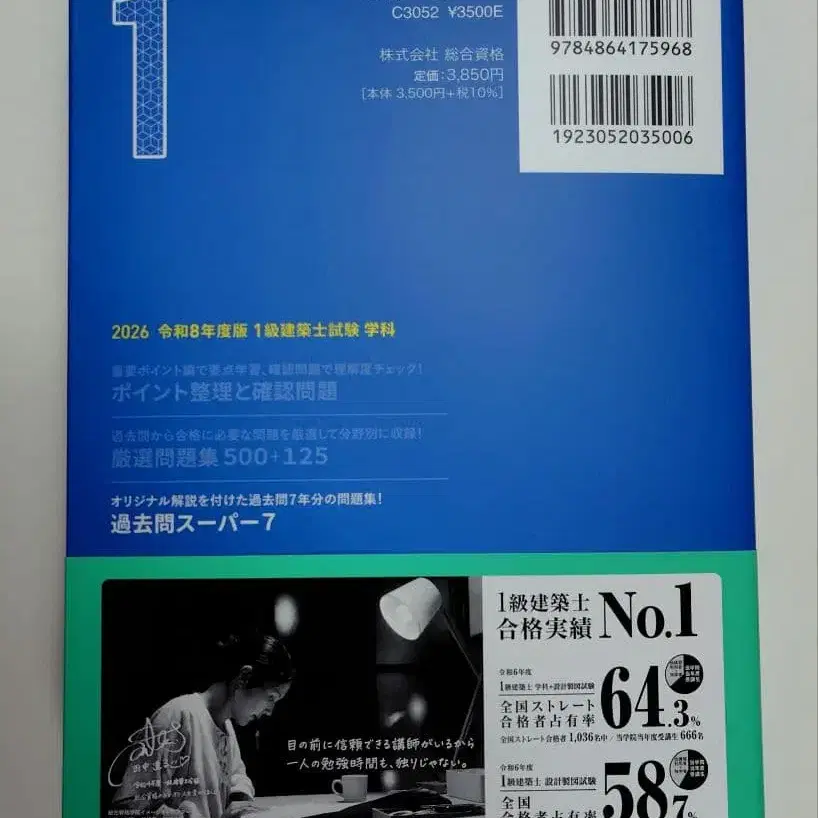 1
C3052 ¥3500E
株式会社 総合資格
定価:3,850円
[本体 3,500円+税10%]
9784864175968
1923052035006
2026 令和8年度版 1級建築士試験 学科
重要ポイント論で要点学習、確認問題で理解度チェック!
ポイント整理と確認問題
過去問から合格に必要な問題を厳選して分野別に収録!
厳選問題集 500+125
オリジナル解説を付けた過去問7年分の問題集!
過去問スーパー7
1級建築士
合格実績 No.1
令和6年度
1級建築士 学科+設計製図試験
全国ストレート
合格者占有率
64.3%
全国ストレート合格者 1,036名中 / 当学院当年度受講生 666名
令和6年度
1級建築士 設計製図試験
全国
合格者占有率
58.7%
目の前に信頼できる講師がいるから
一人の勉強時間も、独りじゃない。